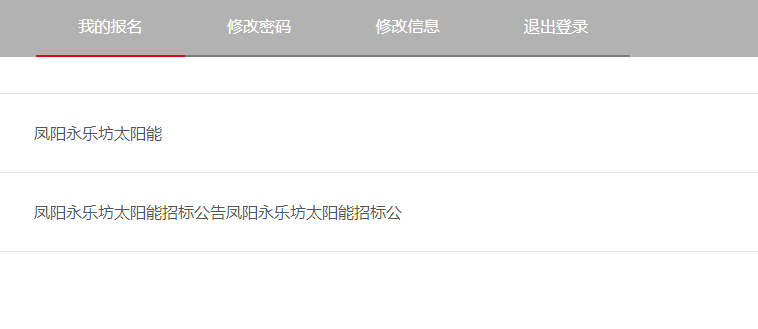 我的报名 修改密码 修改信息 退出登录
凤阳永乐坊太阳能
凤阳永乐坊太阳能招标公告凤阳永乐坊太阳能招标公